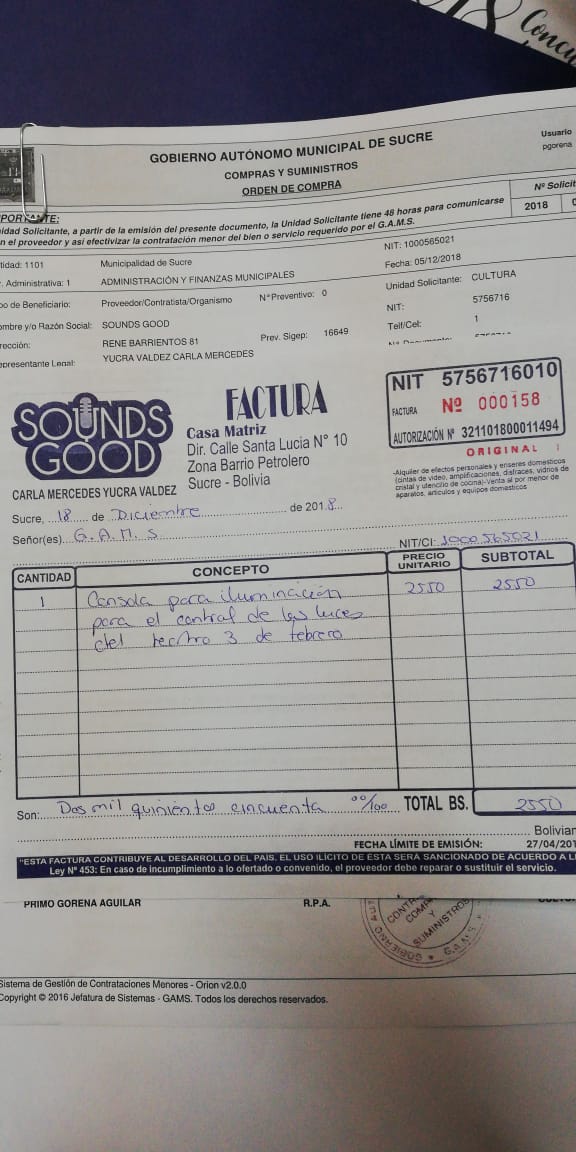 Concu
GOBIERNO AUTÓNOMO MUNICIPAL DE SUCRE
COMPRAS Y SUMINISTROS
ORDEN DE COMPRA
Usuario
pgorena
Nº Solicit
2018
PORTANTE:
idad Solicitante, a partir de la emisión del presente documento, la Unidad Solicitante tiene 48 horas para comunicarse
n el proveedor y así efectivizar la contratación menor del bien o servicio requerido por el G.A.M.S.
tidad: 1101 Municipalidad de Sucre NIT: 1000565021
. Administrativa: 1 ADMINISTRACIÓN Y FINANZAS MUNICIPALES Fecha: 05/12/2018
po de Beneficiario: Proveedor/Contratista/Organismo NºPreventivo: 0 Unidad Solicitante: CULTURA
ombre y/o Razón Social: SOUNDS GOOD NIT: 5756716
rección: RENE BARRIENTOS 81 Prev. Sigep: 16649 Telf/Cel: 1
epresentante Legal: YUCRA VALDEZ CARLA MERCEDES
SOUNDS GOOD
CARLA MERCEDES YUCRA VALDEZ
FACTURA
Casa Matriz
Dir. Calle Santa Lucia N° 10
Zona Barrio Petrolero
Sucre - Bolivia
NIT 5756716010
FACTURA Nº 000158
AUTORIZACIÓN Nº 321101800011494
ORIGINAL
-Alquiler de efectos personales y enseres domesticos
(cintas de video, amplificaciones, disfraces, vidrios de
cristal y utencilio de cocina)-Venta al por menor de
aparatos, articulos y equipos domesticos
Sucre, 18 de Diciembre de 2018
Señor(es) G.A.M.S NIT/CI: 1000565021
CANTIDAD CONCEPTO PRECIO UNITARIO SUBTOTAL
1 Consola para iluminación 2550 2550
para el control de las luces
del teatro 3 de febrero
Son: Dos mil quinientos cincuenta 00/100 TOTAL BS. 2550
Bolivian
FECHA LÍMITE DE EMISIÓN: 27/04/201
"ESTA FACTURA CONTRIBUYE AL DESARROLLO DEL PAIS. EL USO ILÍCITO DE ESTA SERA SANCIONADO DE ACUERDO A L
Ley Nº 453: En caso de incumplimiento a lo ofertado o convenido, el proveedor debe reparar o sustituir el servicio.
PRIMO GORENA AGUILAR R.P.A.
SUMINISTROS
G.A.M.S.
Sistema de Gestión de Contrataciones Menores - Orion v2.0.0
Copyright © 2016 Jefatura de Sistemas - GAMS. Todos los derechos reservados.